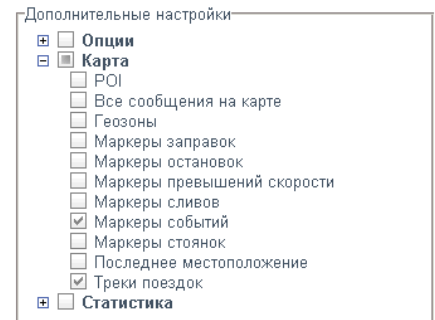 Дополнительные настройки
Опции
Карта
POI
Все сообщения на карте
Геозоны
Маркеры заправок
Маркеры остановок
Маркеры превышений скорости
Маркеры сливов
Маркеры событий
Маркеры стоянок
Последнее местоположение
Треки поездок
Статистика